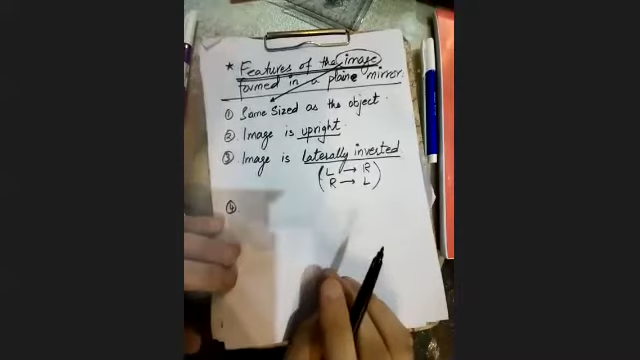 * Features of the image
formed in a plane mirror.
① Same Sized as the object.
② Image is upright.
③ Image is laterally inverted
(L → R
R → L)
④.